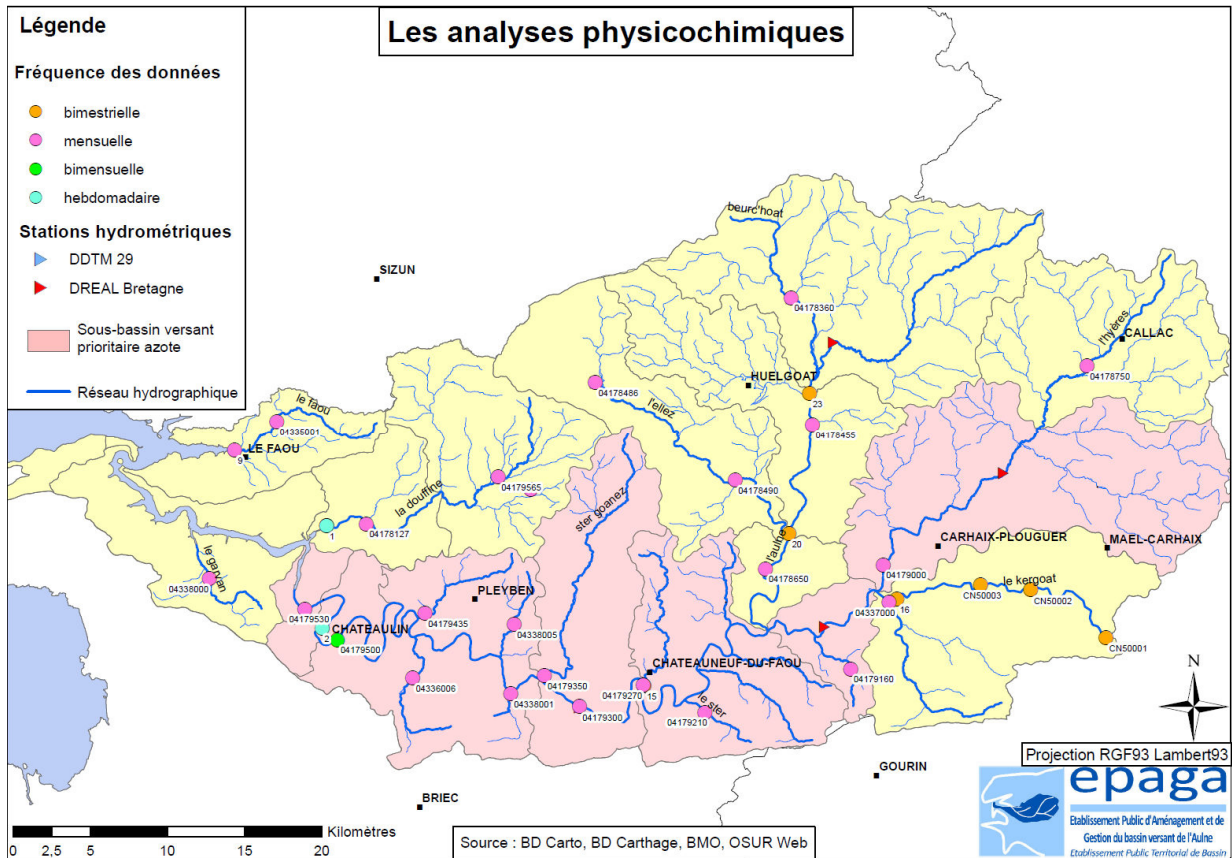 Légende
Les analyses physicochimiques
Fréquence des données
bimestrielle
mensuelle
bimensuelle
hebdomadaire
Stations hydrométriques
DDTM 29
DREAL Bretagne
Sous-bassin versant
prioritaire azote
Réseau hydrographique
beurc'hoat
SIZUN
04178360
l'hyères
CALLAC
04178750
HUELGOAT
04178486
23
l'ellez
04178455
le faou
04335001
LE FAOU
9
04179565
la douffine
04178490
ster goanez
1
04178127
20
l'aulne
CARHAIX-PLOUGUER
MAEL-CARHAIX
04178650
04179000
le garvan
04338000
le kergoat
CN50003
CN50002
16
04337000
PLEYBEN
04179530
04179435
CHATEAULIN
2
04179500
04338005
CN50001
CHATEAUNEUF-DU-FAOU
04179160
04336006
04179350
04179270
15
04338001
04179300
le ster
04179210
N
Projection RGF93 Lambert93
GOURIN
BRIEC
epaga
Etablissement Public d'Aménagement et de
Gestion du bassin versant de l'Aulne
Etablissement Public Territorial de Bassin
Kilomètres
0 2,5 5 10 15 20
Source : BD Carto, BD Carthage, BMO, OSUR Web